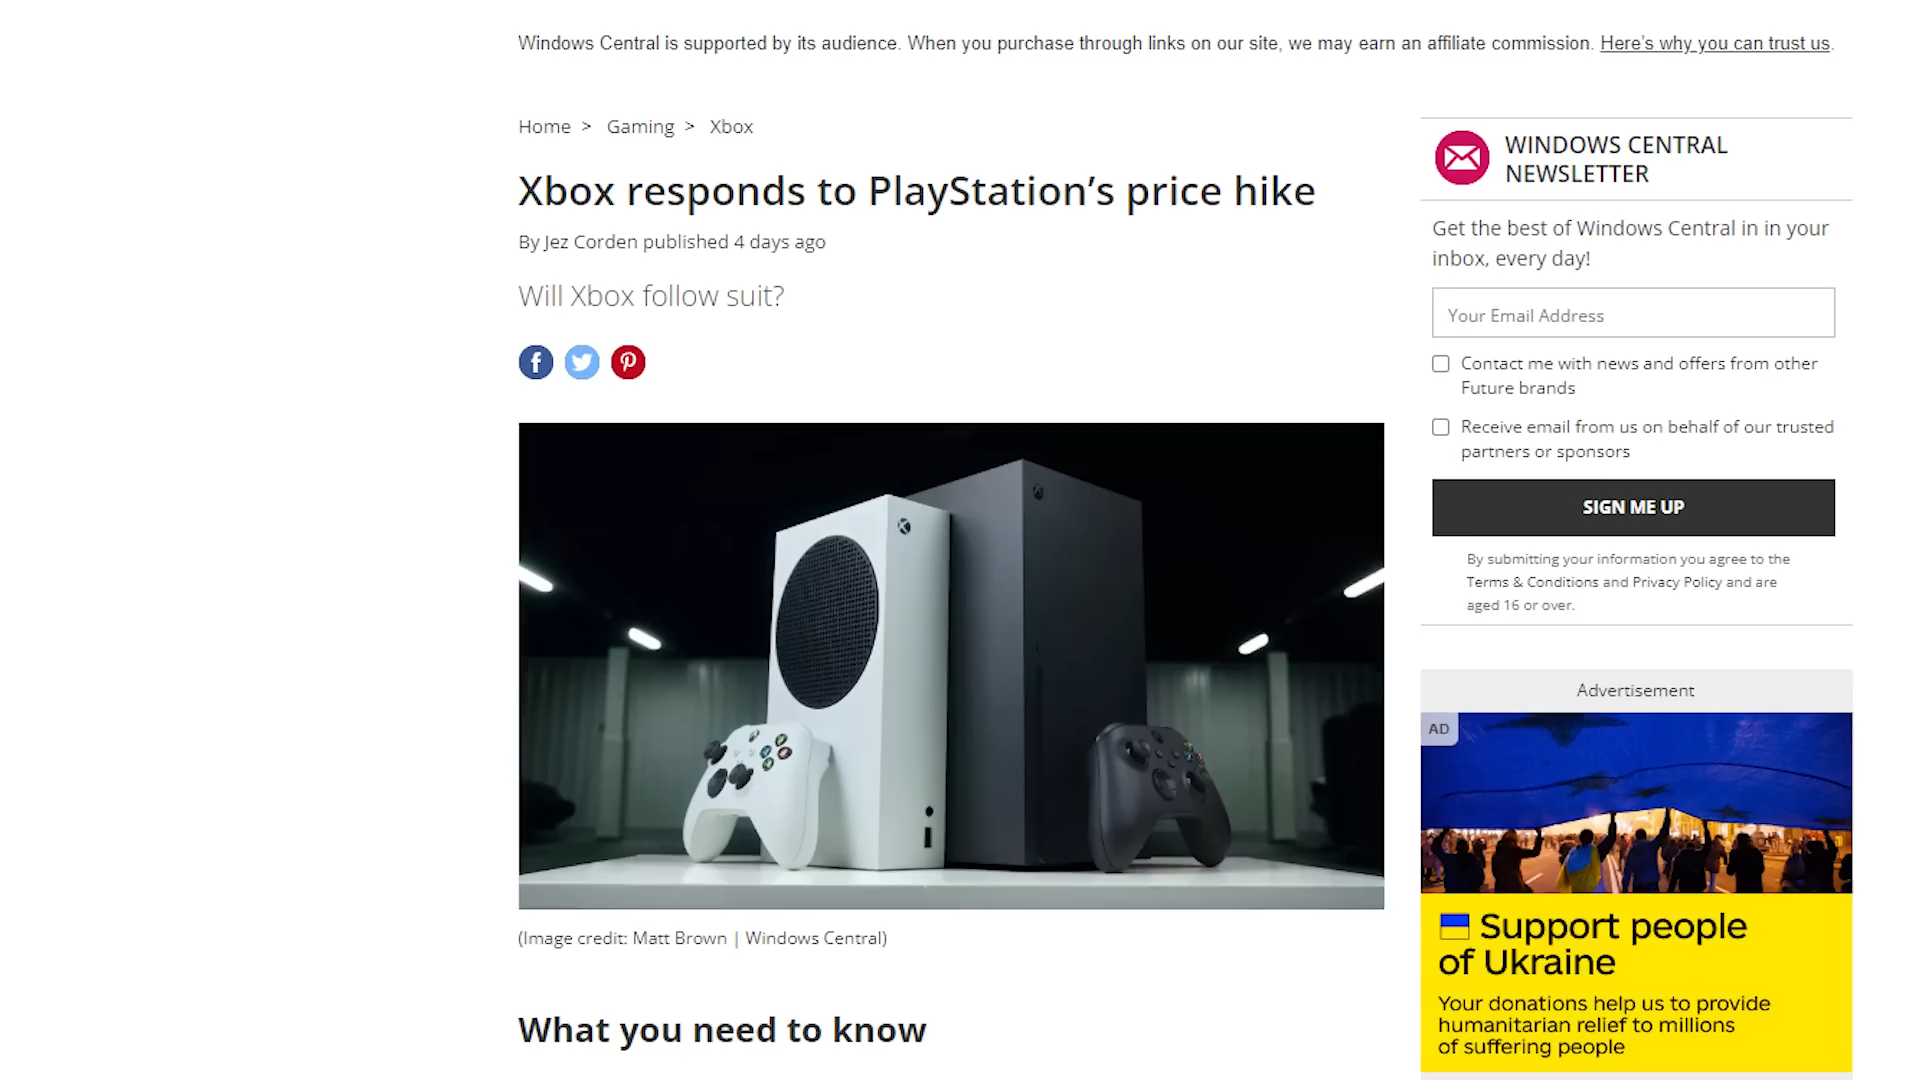 Windows Central is supported by its audience. When you purchase through links on our site, we may earn an affiliate commission. Here's why you can trust us.
Home > Gaming > Xbox
Xbox responds to PlayStation’s price hike
By Jez Corden published 4 days ago
Will Xbox follow suit?
(Image credit: Matt Brown | Windows Central)
What you need to know
WINDOWS CENTRAL
NEWSLETTER
Get the best of Windows Central in in your
inbox, every day!
Your Email Address
Contact me with news and offers from other
Future brands
Receive email from us on behalf of our trusted
partners or sponsors
SIGN ME UP
By submitting your information you agree to the
Terms & Conditions and Privacy Policy and are
aged 16 or over.
Advertisement
AD
Support people
of Ukraine
Your donations help us to provide
humanitarian relief to millions
of suffering people